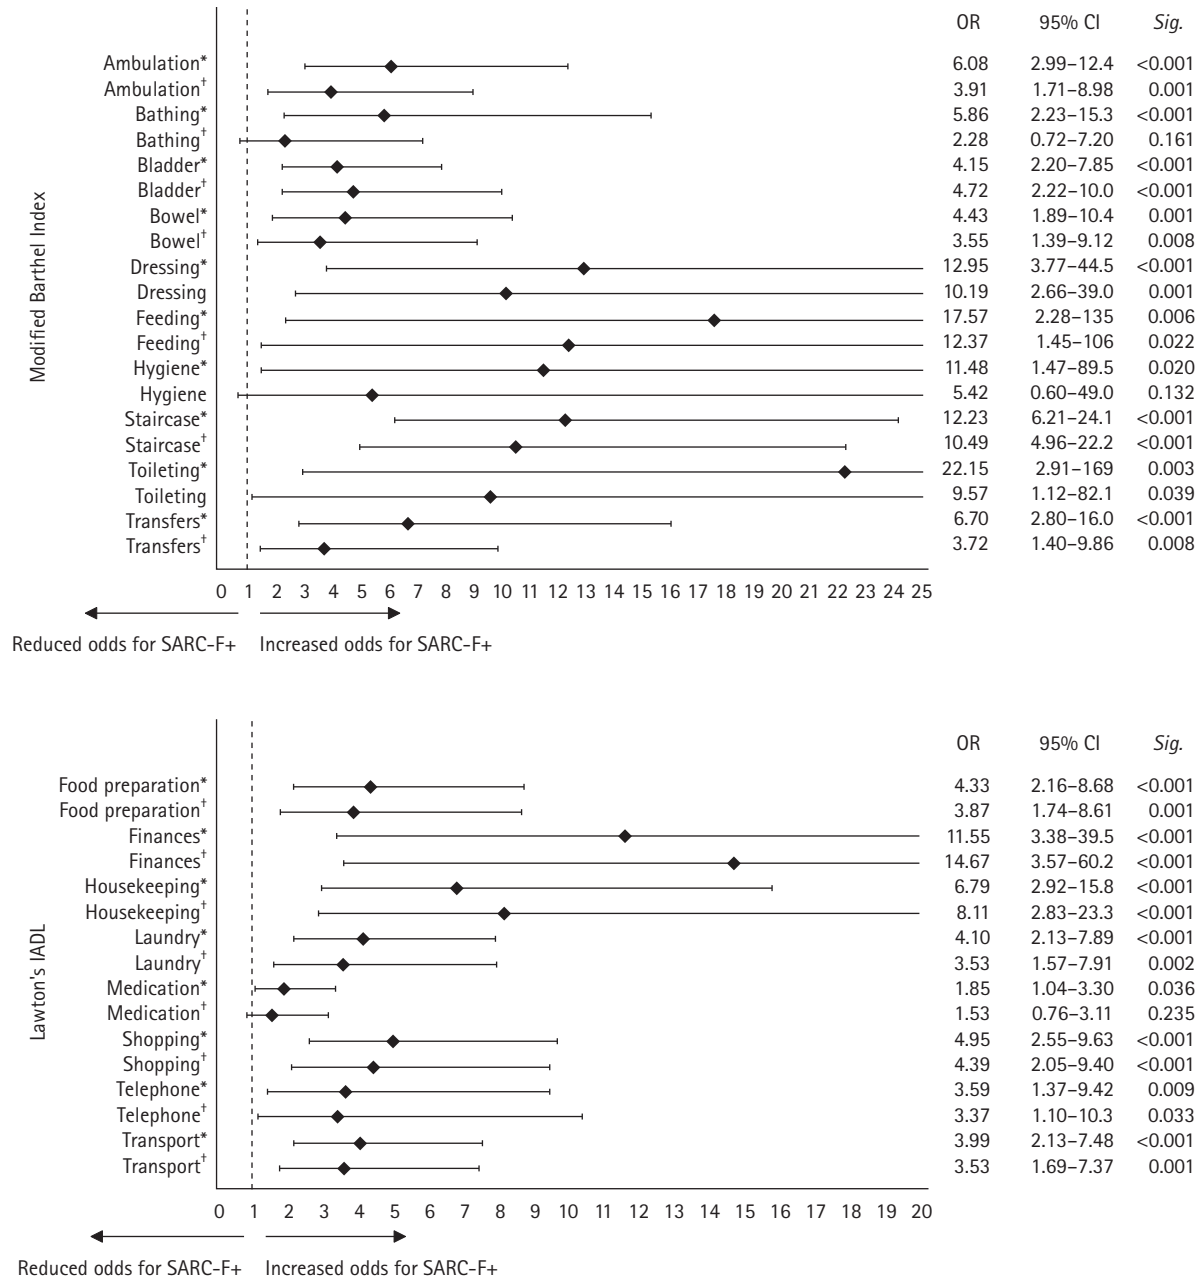 OR 95% CI Sig.
Modified Barthel Index
Ambulation* 6.08 2.99–12.4 <0.001
Ambulation† 3.91 1.71–8.98 0.001
Bathing* 5.86 2.23–15.3 <0.001
Bathing† 2.28 0.72–7.20 0.161
Bladder* 4.15 2.20–7.85 <0.001
Bladder† 4.72 2.22–10.0 <0.001
Bowel* 4.43 1.89–10.4 0.001
Bowel† 3.55 1.39–9.12 0.008
Dressing* 12.95 3.77–44.5 <0.001
Dressing 10.19 2.66–39.0 0.001
Feeding* 17.57 2.28–135 0.006
Feeding† 12.37 1.45–106 0.022
Hygiene* 11.48 1.47–89.5 0.020
Hygiene 5.42 0.60–49.0 0.132
Staircase* 12.23 6.21–24.1 <0.001
Staircase† 10.49 4.96–22.2 <0.001
Toileting* 22.15 2.91–169 0.003
Toileting 9.57 1.12–82.1 0.039
Transfers* 6.70 2.80–16.0 <0.001
Transfers† 3.72 1.40–9.86 0.008
0 1 2 3 4 5 6 7 8 9 10 11 12 13 14 15 16 17 18 19 20 21 22 23 24 25
Reduced odds for SARC-F+ Increased odds for SARC-F+
OR 95% CI Sig.
Lawton's IADL
Food preparation* 4.33 2.16–8.68 <0.001
Food preparation† 3.87 1.74–8.61 0.001
Finances* 11.55 3.38–39.5 <0.001
Finances† 14.67 3.57–60.2 <0.001
Housekeeping* 6.79 2.92–15.8 <0.001
Housekeeping† 8.11 2.83–23.3 <0.001
Laundry* 4.10 2.13–7.89 <0.001
Laundry† 3.53 1.57–7.91 0.002
Medication* 1.85 1.04–3.30 0.036
Medication† 1.53 0.76–3.11 0.235
Shopping* 4.95 2.55–9.63 <0.001
Shopping† 4.39 2.05–9.40 <0.001
Telephone* 3.59 1.37–9.42 0.009
Telephone† 3.37 1.10–10.3 0.033
Transport* 3.99 2.13–7.48 <0.001
Transport† 3.53 1.69–7.37 0.001
0 1 2 3 4 5 6 7 8 9 10 11 12 13 14 15 16 17 18 19 20
Reduced odds for SARC-F+ Increased odds for SARC-F+